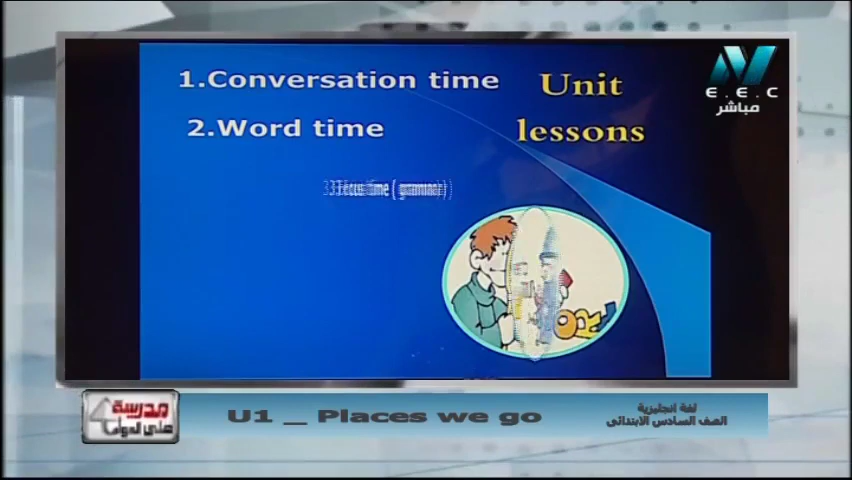 1.Conversation time
Unit
2.Word time
lessons
E.E.C
مباشر
مدرسة
على الهواء
U1 _ Places we go
لغة انجليزية
الصف السادس الابتدائى